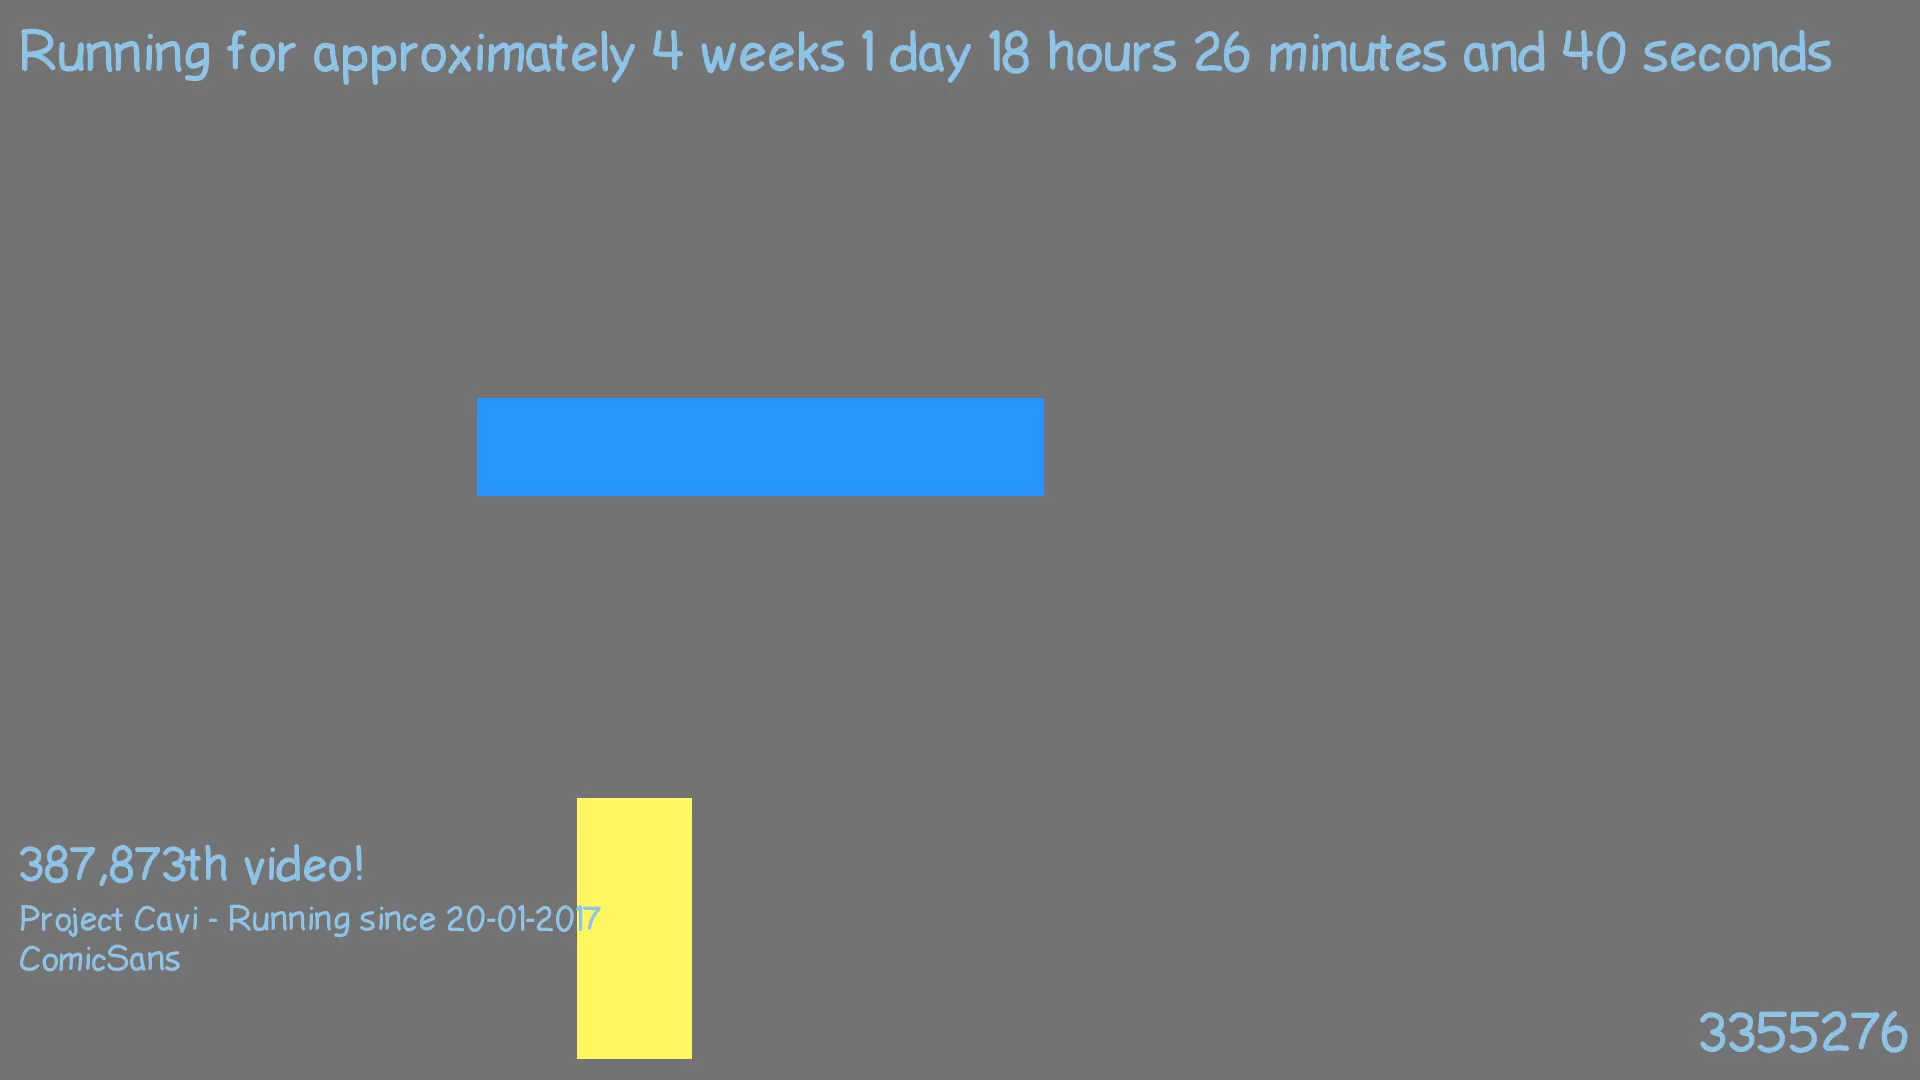 Running for approximately 4 weeks 1 day 18 hours 26 minutes and 40 seconds
387,873th video!
Project Cavi - Running since 20-01-2017
ComicSans
3355276